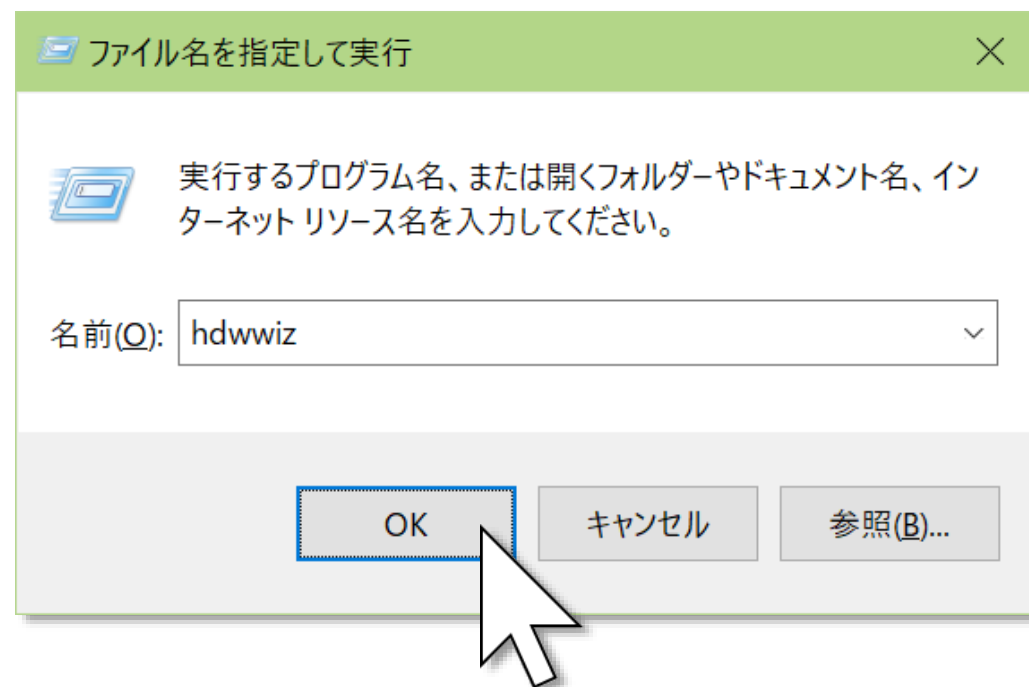 ファイル名を指定して実行
実行するプログラム名、または開くフォルダーやドキュメント名、イン
ターネット リソース名を入力してください。
名前(O): hdwwiz
OK キャンセル 参照(B)...